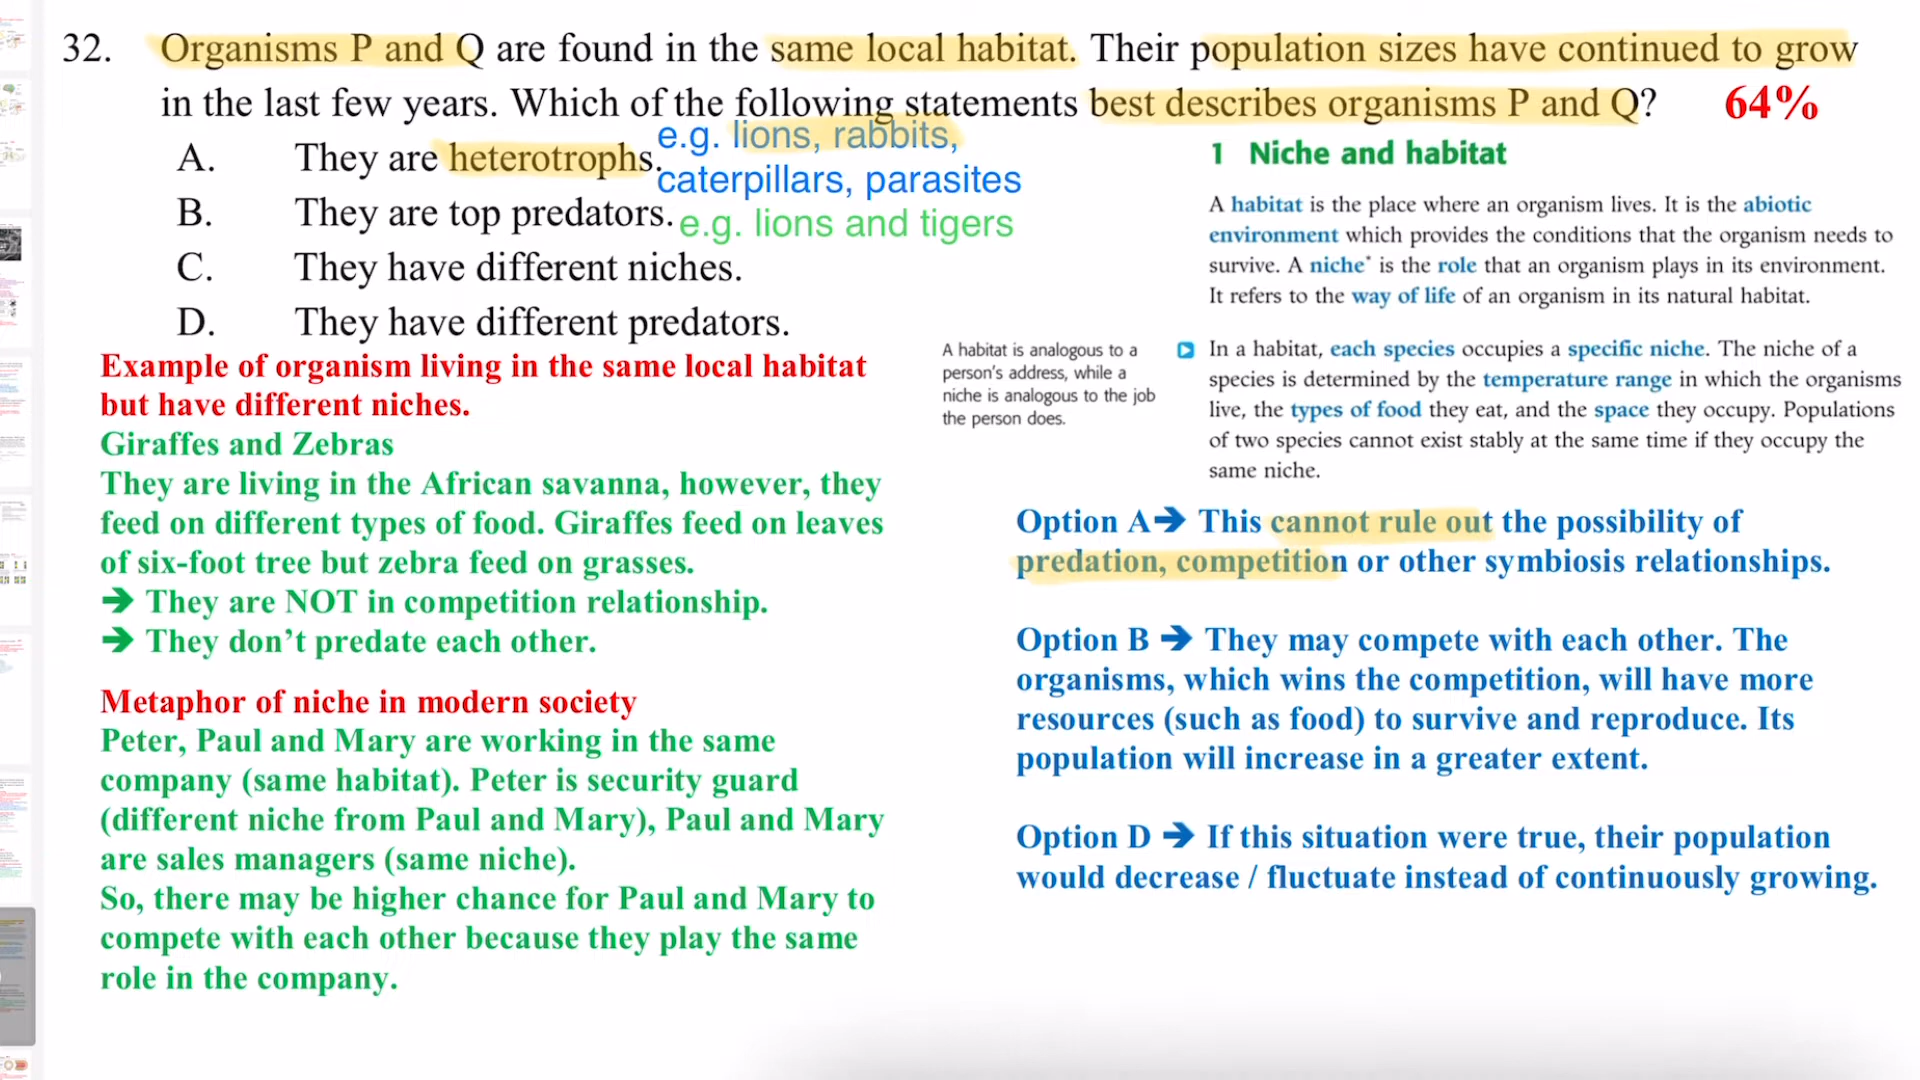 32. Organisms P and Q are found in the same local habitat. Their population sizes have continued to grow
in the last few years. Which of the following statements best describes organisms P and Q? 64%
A. They are heterotrophs. e.g. lions, rabbits,
caterpillars, parasites
B. They are top predators. e.g. lions and tigers
C. They have different niches.
D. They have different predators.
1 Niche and habitat
A habitat is the place where an organism lives. It is the abiotic
environment which provides the conditions that the organism needs to
survive. A niche* is the role that an organism plays in its environment.
It refers to the way of life of an organism in its natural habitat.
A habitat is analogous to a
person's address, while a
niche is analogous to the job
the person does.
In a habitat, each species occupies a specific niche. The niche of a
species is determined by the temperature range in which the organisms
live, the types of food they eat, and the space they occupy. Populations
of two species cannot exist stably at the same time if they occupy the
same niche.
Example of organism living in the same local habitat
but have different niches.
Giraffes and Zebras
They are living in the African savanna, however, they
feed on different types of food. Giraffes feed on leaves
of six-foot tree but zebra feed on grasses.
➔ They are NOT in competition relationship.
➔ They don't predate each other.
Metaphor of niche in modern society
Peter, Paul and Mary are working in the same
company (same habitat). Peter is security guard
(different niche from Paul and Mary), Paul and Mary
are sales managers (same niche).
So, there may be higher chance for Paul and Mary to
compete with each other because they play the same
role in the company.
Option A➔ This cannot rule out the possibility of
predation, competition or other symbiosis relationships.
Option B ➔ They may compete with each other. The
organisms, which wins the competition, will have more
resources (such as food) to survive and reproduce. Its
population will increase in a greater extent.
Option D ➔ If this situation were true, their population
would decrease / fluctuate instead of continuously growing.